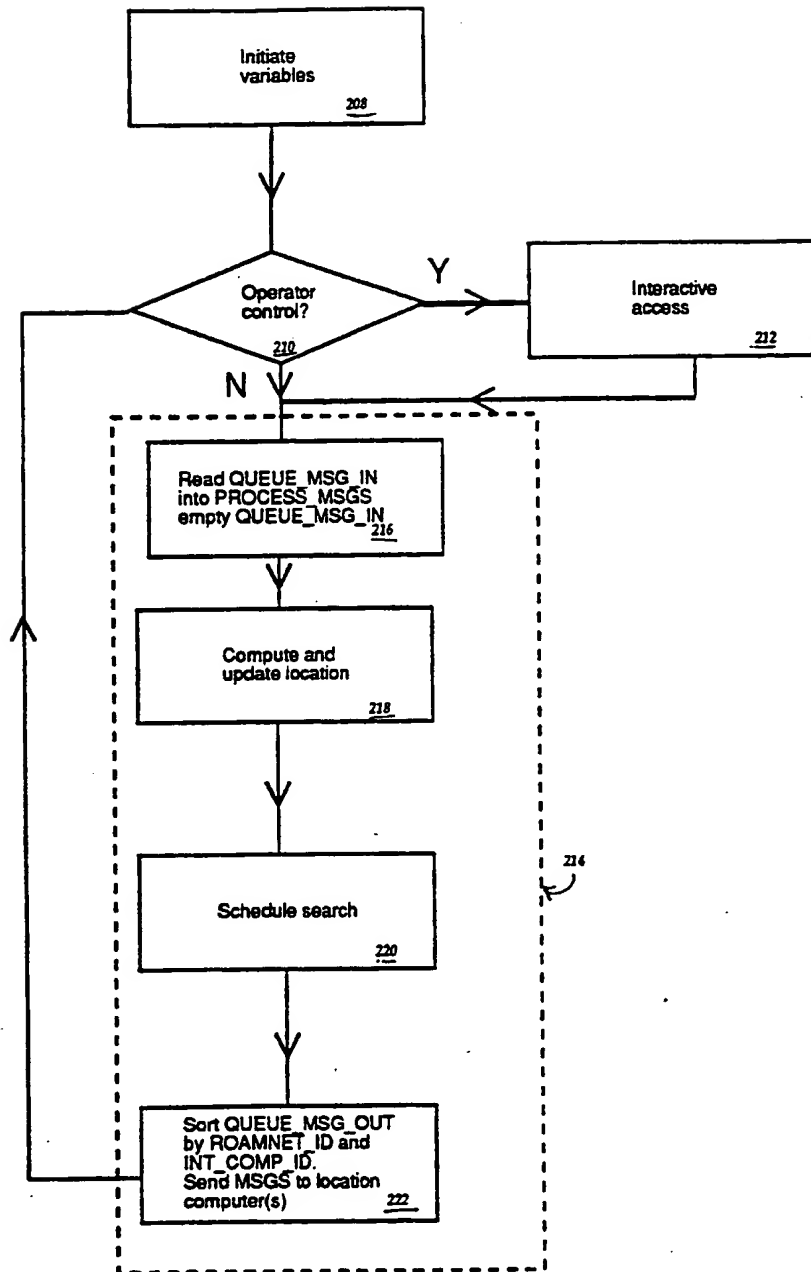 Initiate
variables
208
Operator
control?
210
Y
Interactive
access
212
N
Read QUEUE_MSG_IN
into PROCESS_MSGS
empty QUEUE_MSG_IN
216
Compute and
update location
218
214
Schedule search
220
Sort QUEUE_MSG_OUT
by ROAMNET_ID and
INT_COMP_ID.
Send MSGS to location
computer(s)
222